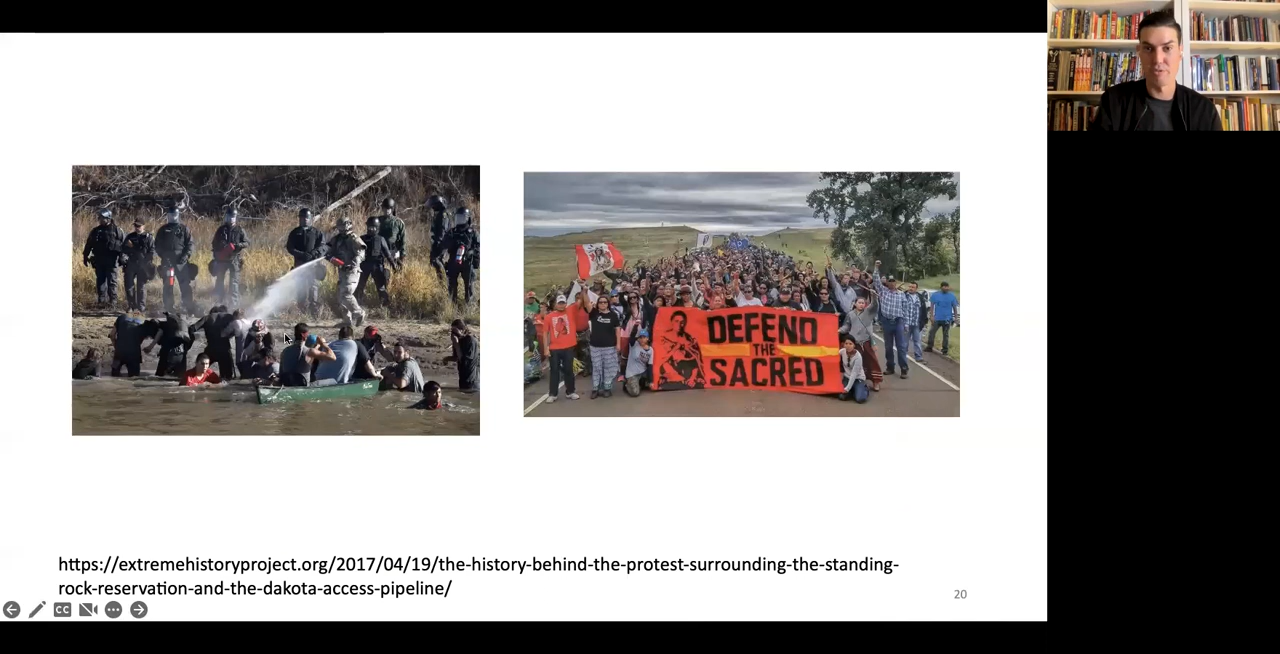 DEFEND
THE
SACRED
https://extremehistoryproject.org/2017/04/19/the-history-behind-the-protest-surrounding-the-standing-
rock-reservation-and-the-dakota-access-pipeline/
20
CC